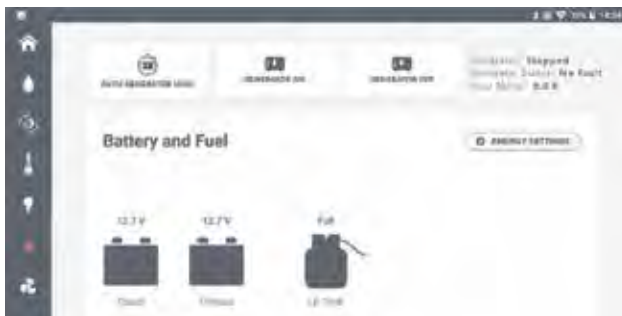 AUTO GENERATOR
GENERATOR ON
GENERATOR OFF
Generator: Stopped
Generator Status: No Fault
Hour Meter: 0.0 h
Battery and Fuel
ENERGY SETTINGS
12.7 V
12.7 V
Full
Coach
Chassis
LP Tank